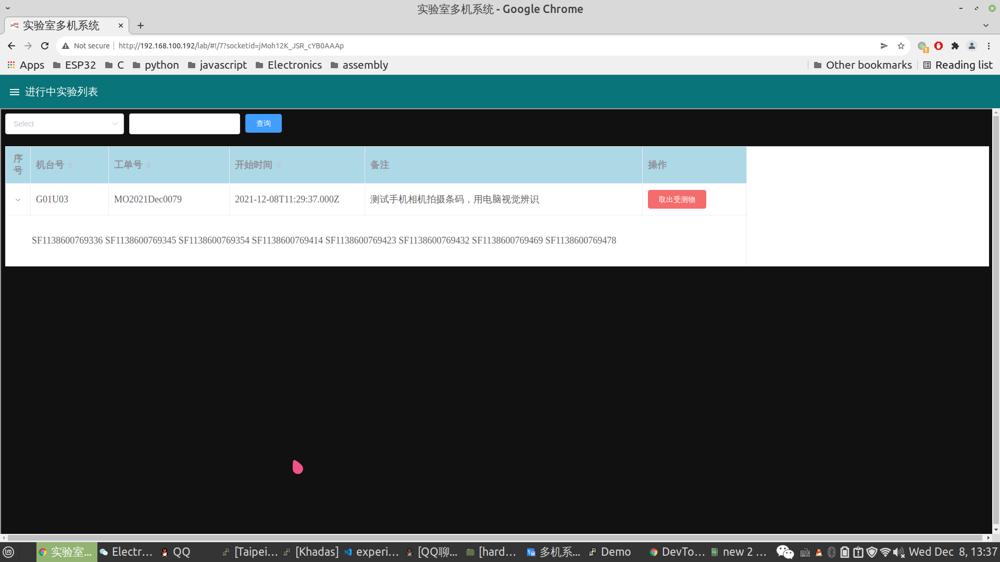 实验室多机系统 - Google Chrome
实验室多机系统
Not secure http://192.168.100.192/lab/#!/7?socketid=jMoh12K_JSR_cYB0AAAp
1
Apps ESP32 C python javascript Electronics assembly Other bookmarks Reading list
进行中实验列表
Select 查询
序号 机台号 工单号 开始时间 备注 操作
G01U03 MO2021Dec0079 2021-12-08T11:29:37.000Z 测试手机相机拍摄条码，用电脑视觉辨识 取出受测物
SF1138600769336 SF1138600769345 SF1138600769354 SF1138600769414 SF1138600769423 SF1138600769432 SF1138600769469 SF1138600769478
实验室... Electr... QQ [Taipei... [Khadas] experi... [QQ聊... [hard... 多机系... Demo DevTo... new 2 ... Wed Dec 8, 13:37